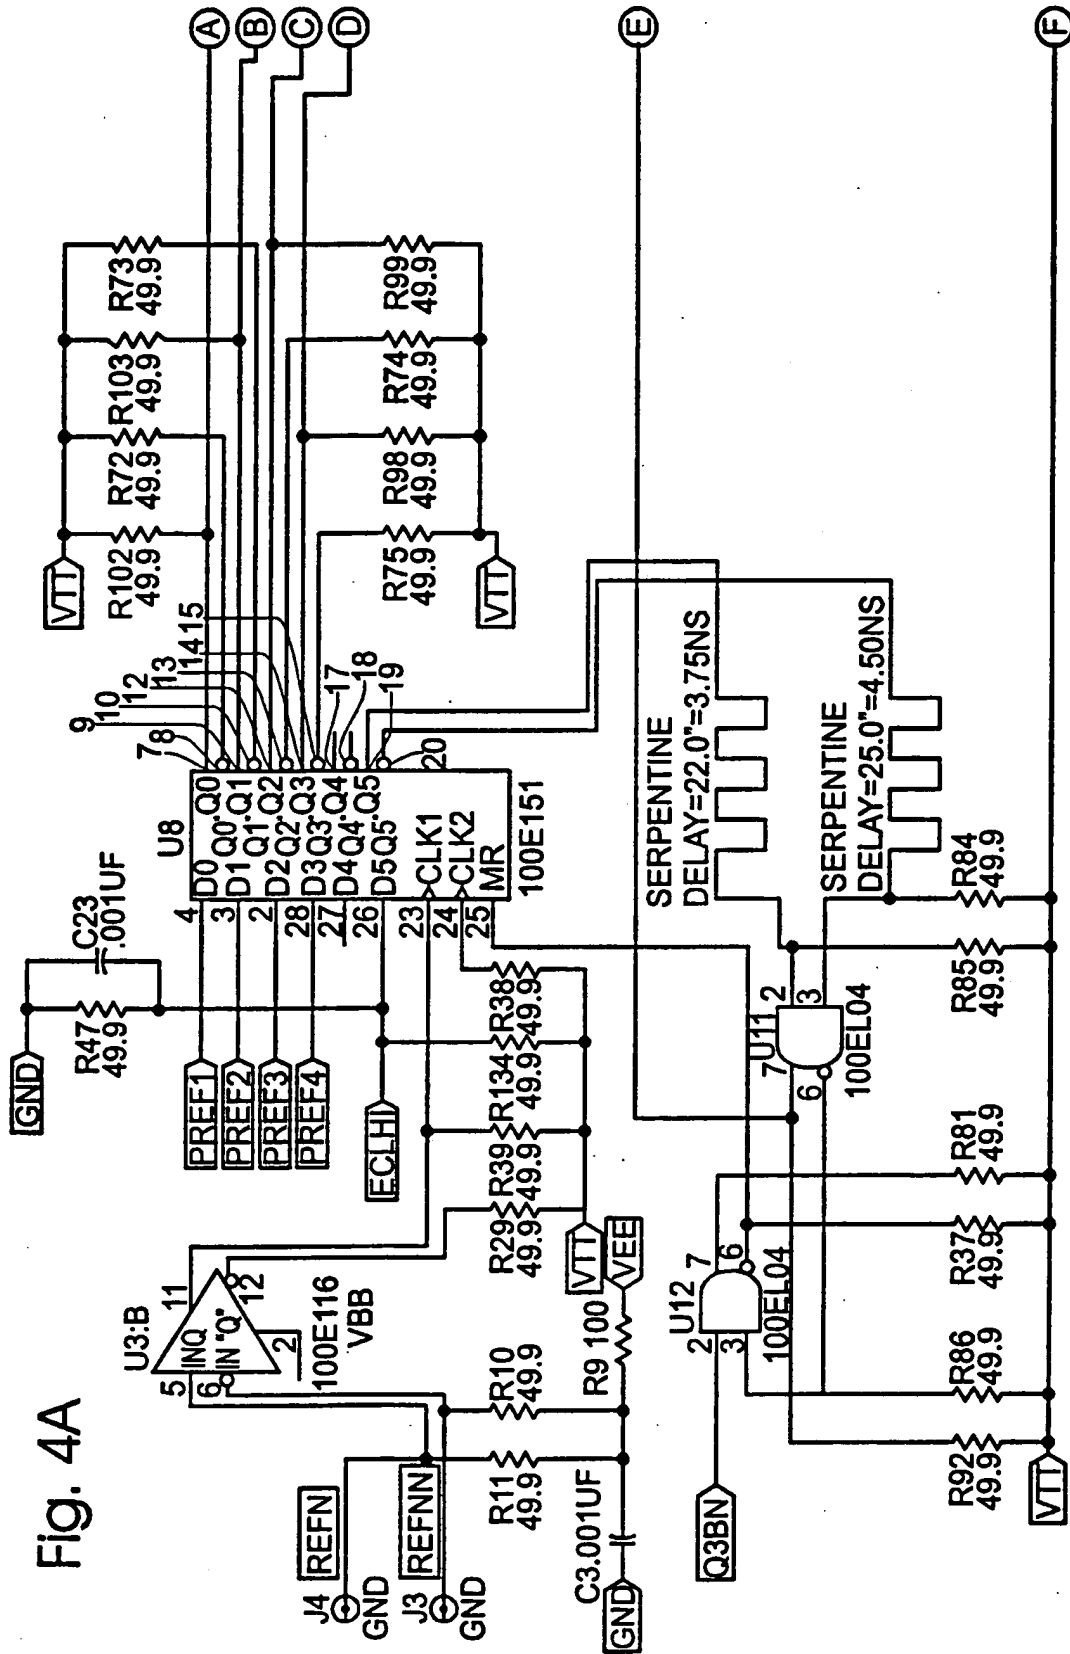 Fig. 4A
J4
REFN
GND
J3
REFNN
GND
U3:B
5
6
INQ
IN "Q"
11
12
2
100E116
VBB
R11
49.9
R10
49.9
C3.001UF
GND
R9 100
VEE
VTT
R29
49.9
R39
49.9
R134
49.9
R38
49.9
GND
R47
49.9
C23
.001UF
PREF1
PREF2
PREF3
PREF4
ECLHI
4
3
2
28
27
26
23
24
25
U8
D0
D1
D2
D3
D4
D5
CLK1
CLK2
MR
Q0
Q0"
Q1
Q1"
Q2
Q2"
Q3
Q3"
Q4
Q4"
Q5
Q5"
100E151
7
8
9
10
12
13
14
15
17
18
19
20
VTT
R102
49.9
R72
49.9
R103
49.9
R73
49.9
VTT
R75
49.9
R98
49.9
R74
49.9
R99
49.9
A
B
C
D
E
F
SERPENTINE
DELAY=22.0"=3.75NS
SERPENTINE
DELAY=25.0"=4.50NS
Q3BN
U12
2
3
7
6
100EL04
U11
2
3
7
6
100EL04
VTT
R92
49.9
R86
49.9
R37
49.9
R81
49.9
R85
49.9
R84
49.9